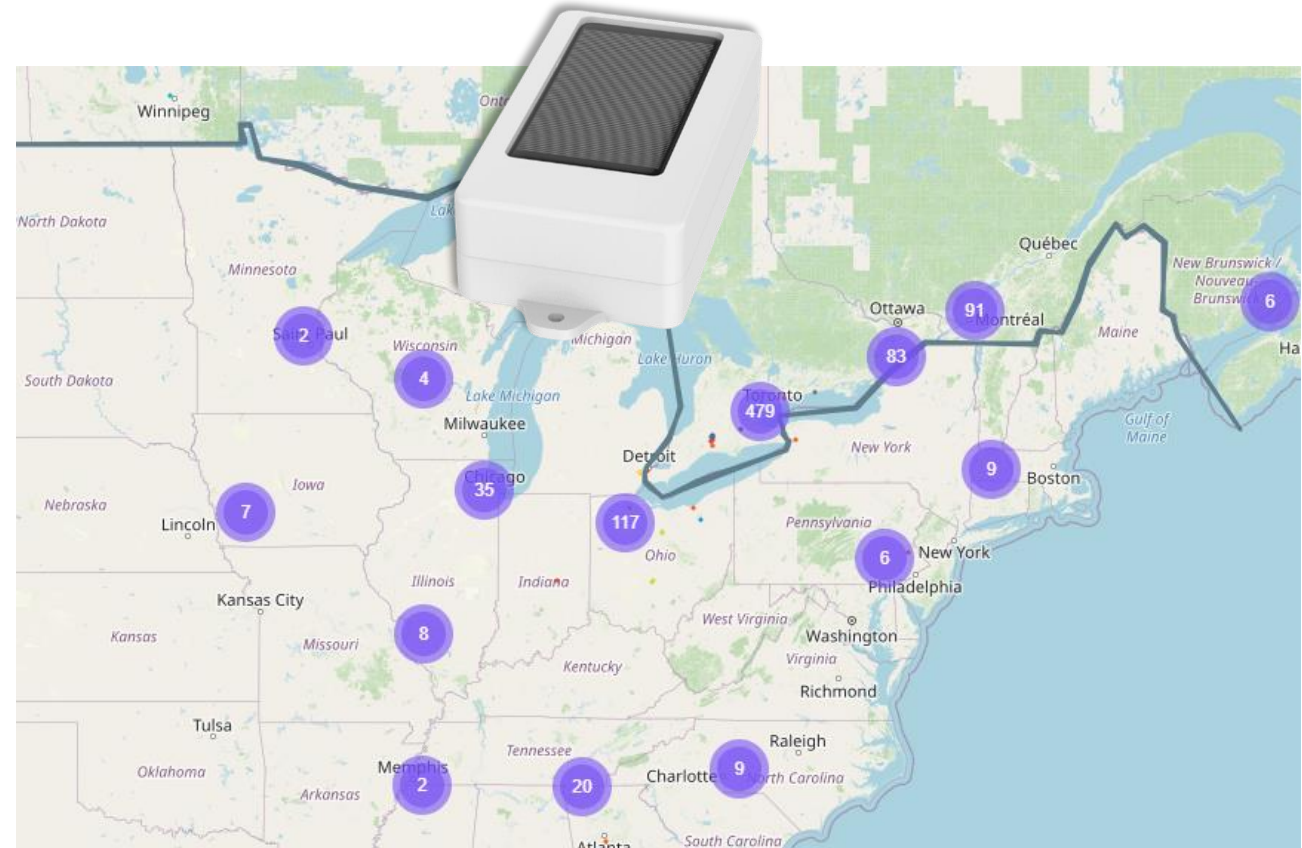 Winnipeg
Ont
North Dakota
Lak
Minnesota
Québec
New Brunswick /
Nouveau-
Brunswick
6
Ottawa
91
Montréal
2
Saint Paul
Wisconsin
Michigan
Lake Huron
83
Maine
Ha
South Dakota
4
Lake Michigan
Toronto
479
Milwaukee
Gulf of
Maine
Detroit
New York
Chicago
35
9
Boston
Iowa
Nebraska
7
Lincoln
117
Pennsylvania
Ohio
6
New York
Philadelphia
Illinois
Indiana
Kansas City
West Virginia
Washington
Kansas
Missouri
8
Kentucky
Virginia
Richmond
Tulsa
Tennessee
Raleigh
Oklahoma
Memphis
2
20
Charlotte
9
North Carolina
Arkansas
Atlanta
South Carolina